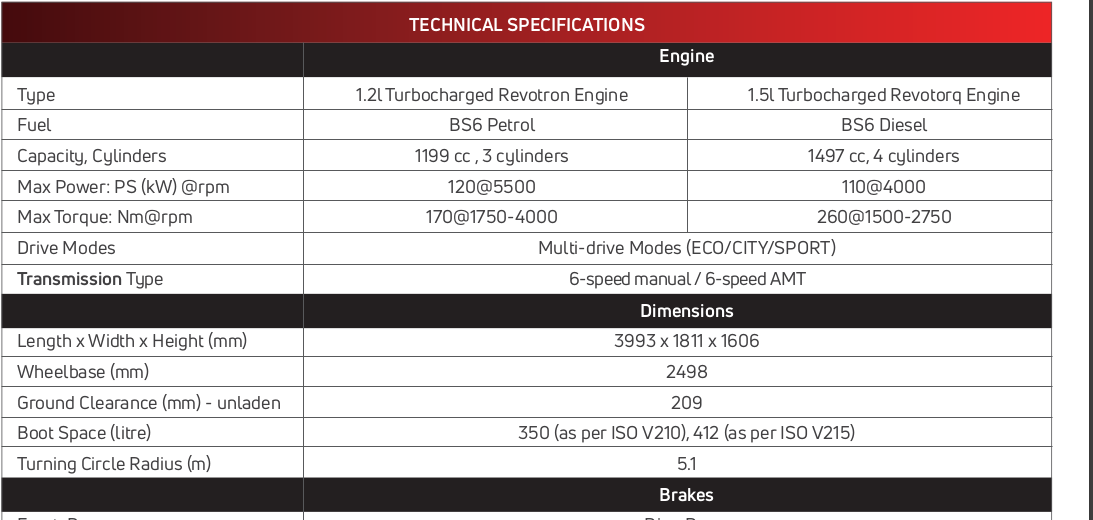 TECHNICAL SPECIFICATIONS
Engine
Type 1.2l Turbocharged Revotron Engine 1.5l Turbocharged Revotorq Engine
Fuel BS6 Petrol BS6 Diesel
Capacity, Cylinders 1199 cc , 3 cylinders 1497 cc, 4 cylinders
Max Power: PS (kW) @rpm 120@5500 110@4000
Max Torque: Nm@rpm 170@1750-4000 260@1500-2750
Drive Modes Multi-drive Modes (ECO/CITY/SPORT)
Transmission Type 6-speed manual / 6-speed AMT
Dimensions
Length x Width x Height (mm) 3993 x 1811 x 1606
Wheelbase (mm) 2498
Ground Clearance (mm) - unladen 209
Boot Space (litre) 350 (as per ISO V210), 412 (as per ISO V215)
Turning Circle Radius (m) 5.1
Brakes